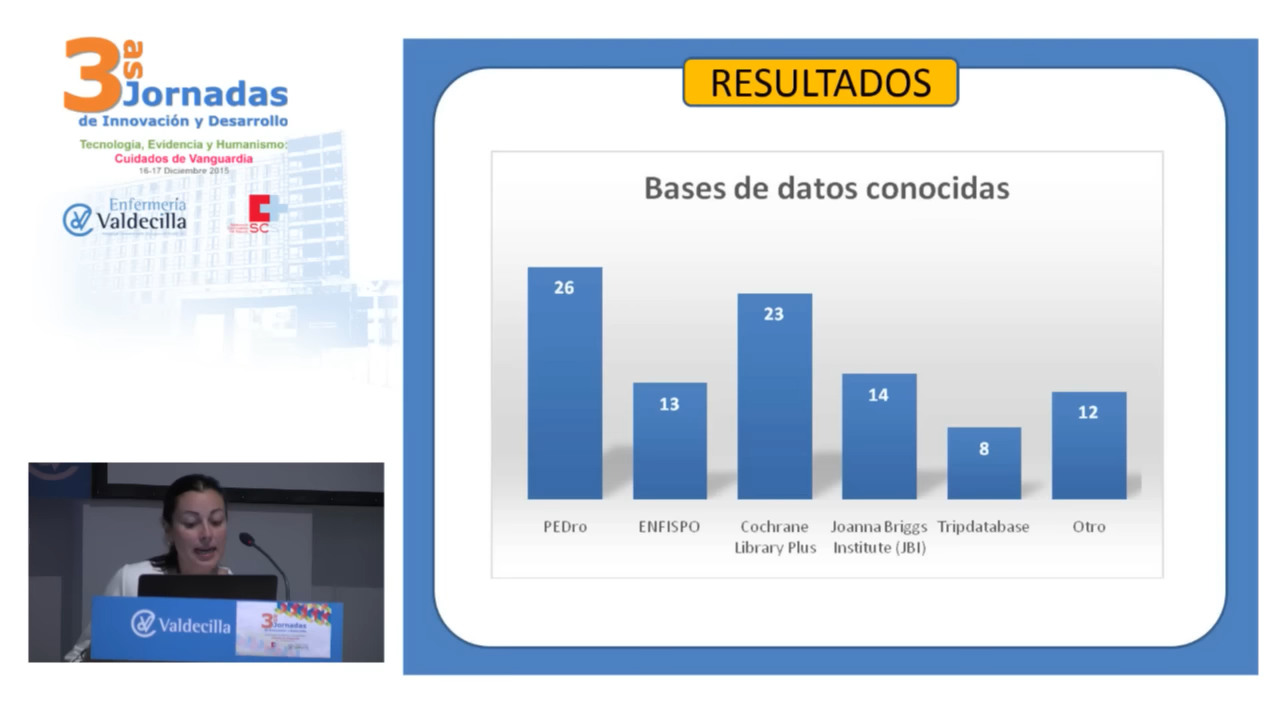 3as Jornadas
de Innovación y Desarrollo
Tecnología, Evidencia y Humanismo:
Cuidados de Vanguardia
16-17 Diciembre 2015
Enfermería
Valdecilla
SC
RESULTADOS
Bases de datos conocidas
26
13
23
14
8
12
PEDro
ENFISPO
Cochrane
Library Plus
Joanna Briggs
Institute (JBI)
Tripdatabase
Otro
Valdecilla
3as Jornadas